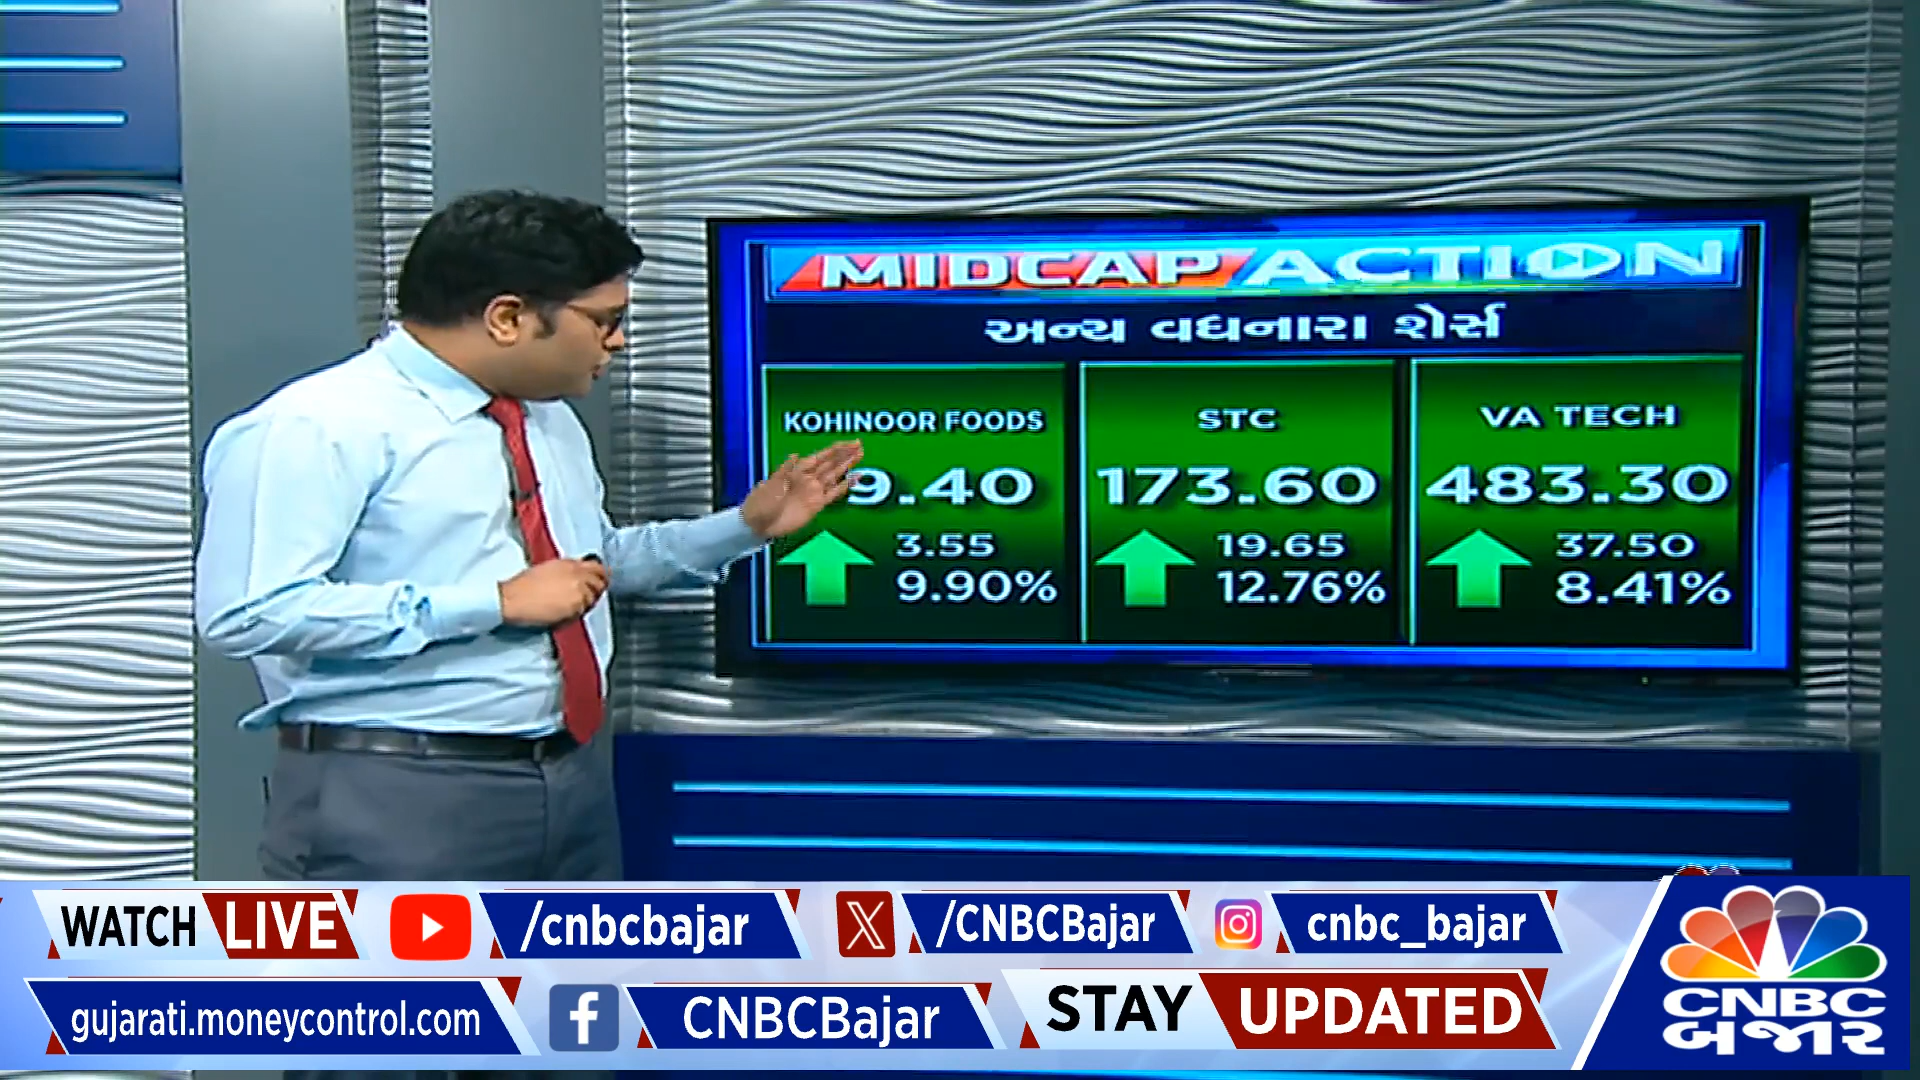 MIDCAP ACTION
અન્ય વધનારા શેર્સ
KOHINOOR FOODS
9.40
3.55
9.90%
STC
173.60
19.65
12.76%
VA TECH
483.30
37.50
8.41%
WATCH LIVE /cnbcbajar /CNBCBajar cnbc_bajar
gujarati.moneycontrol.com CNBCBajar STAY UPDATED
CNBC
બજાર